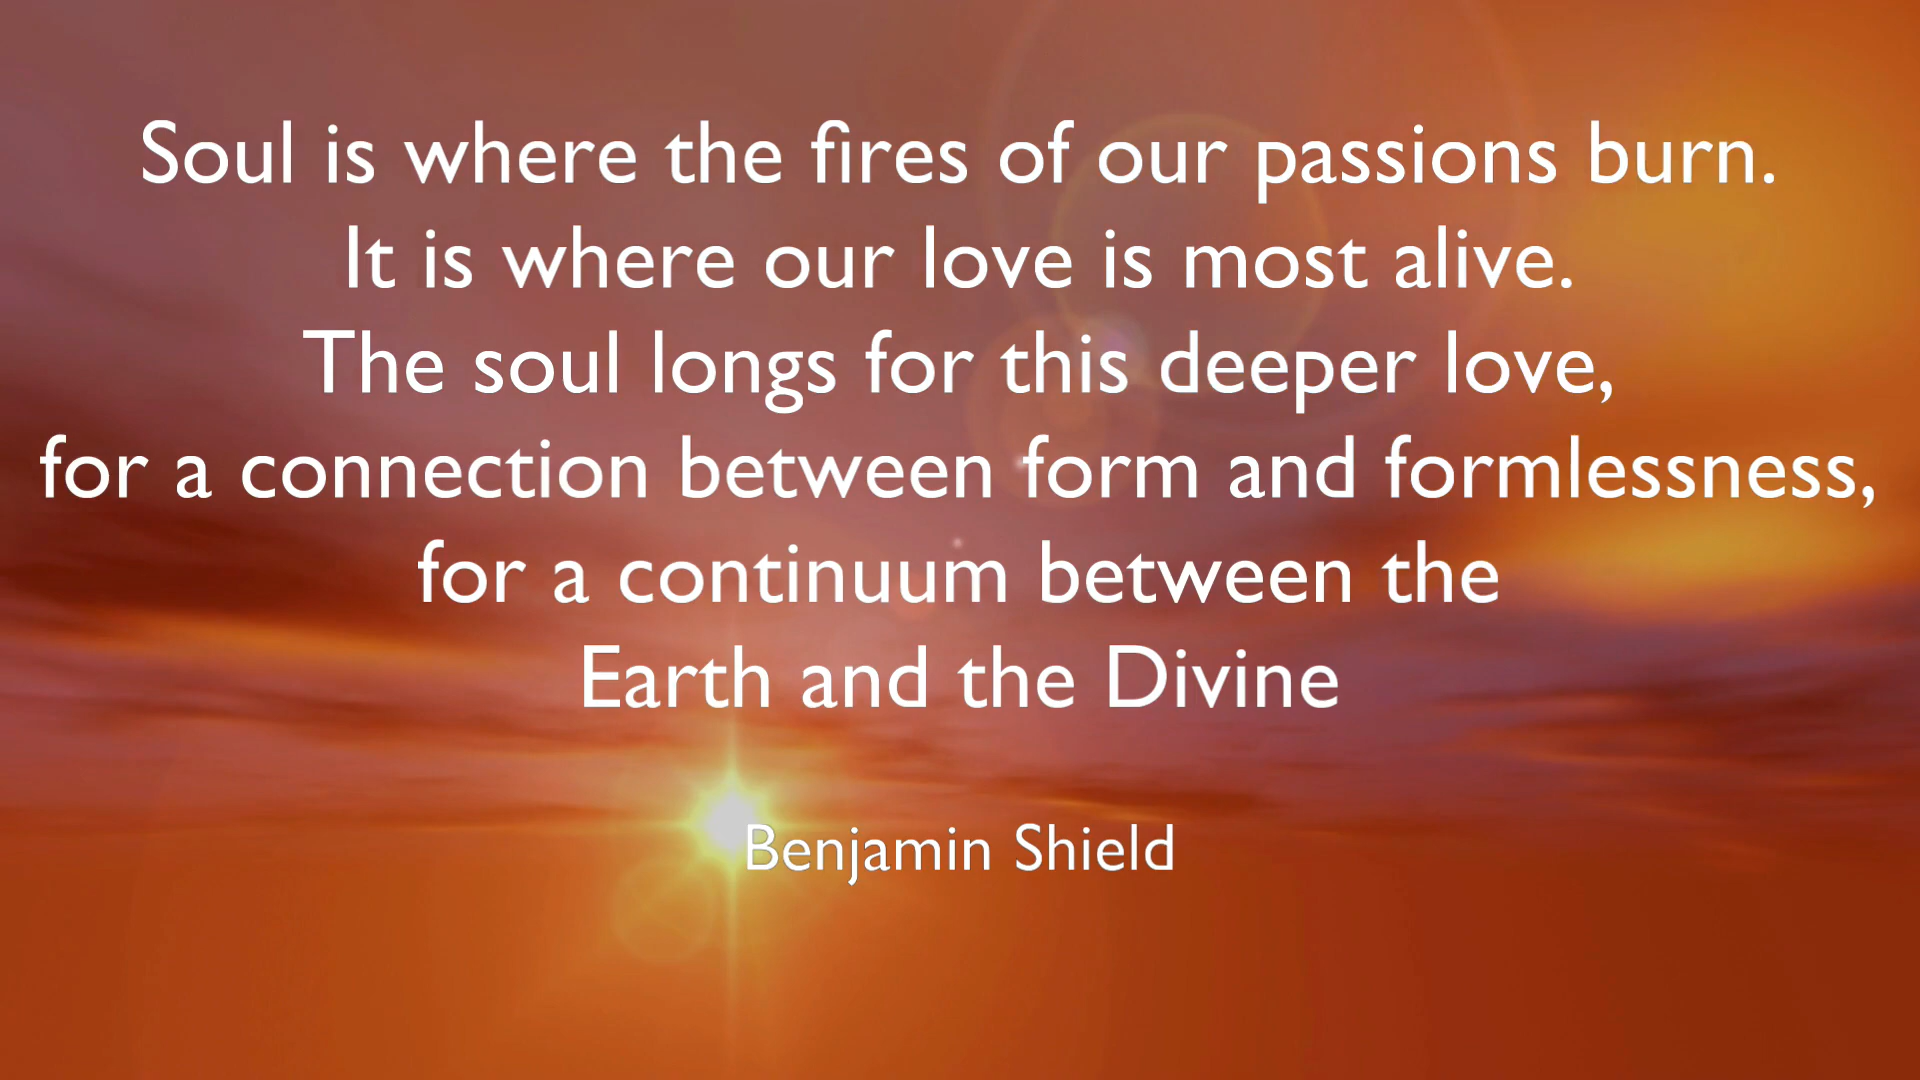 Soul is where the fires of our passions burn.
It is where our love is most alive.
The soul longs for this deeper love,
for a connection between form and formlessness,
for a continuum between the
Earth and the Divine
Benjamin Shield